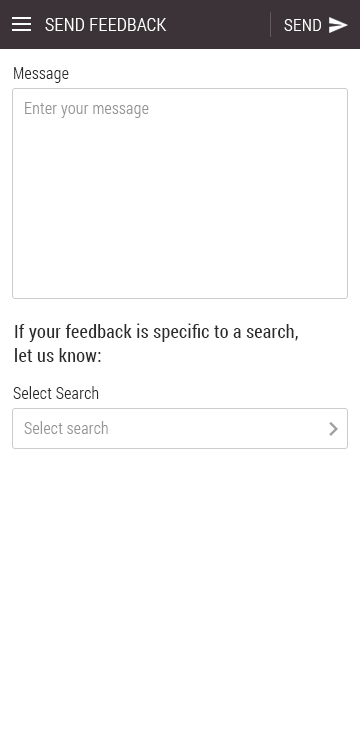 SEND FEEDBACK
SEND
Message
Enter your message
If your feedback is specific to a search,
let us know:
Select Search
Select search